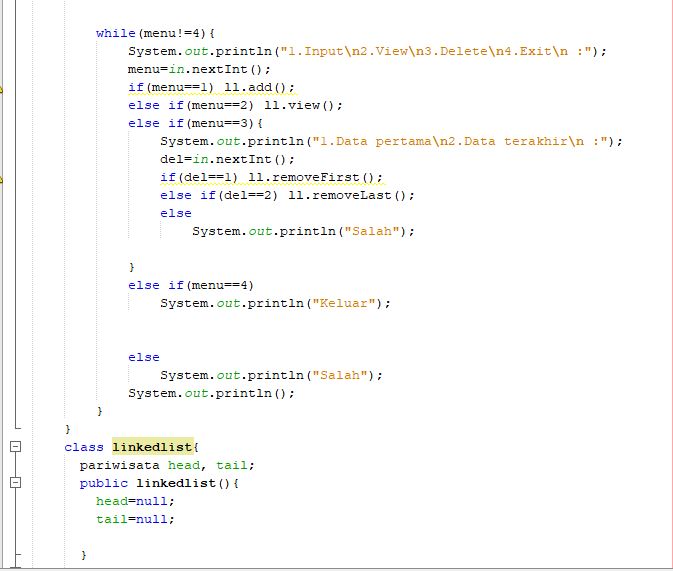 while(menu!=4){
System.out.println("1.Input\n2.View\n3.Delete\n4.Exit\n :");
menu=in.nextInt();
if(menu==1) ll.add();
else if(menu==2) ll.view();
else if(menu==3){
System.out.println("1.Data pertama\n2.Data terakhir\n :");
del=in.nextInt();
if(del==1) ll.removeFirst();
else if(del==2) ll.removeLast();
else
System.out.println("Salah");
}
else if(menu==4)
System.out.println("Keluar");
else
System.out.println("Salah");
System.out.println();
}
}
class linkedlist{
pariwisata head, tail;
public linkedlist(){
head=null;
tail=null;
}